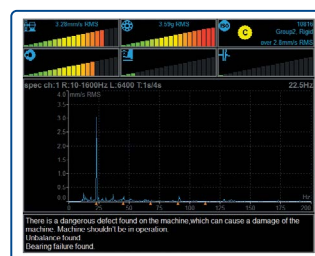 3.28mm/s RMS
3.59g RMS
ISO
C
10816
Group2, Rigid
over 2.8mm/s RMS
spec ch:1 R:10-1600Hz L:6400 T:1s/4s
22.5Hz
4.0 mm/s RMS
3.5
3.0
2.5
2.0
1.5
1.0
0.5
0.0
Hz
0 25 50 75 100 125 150 175 200
There is a dangerous defect found on the machine,which can cause a damage of the
machine. Machine shouldn't be in operation.
Unbalance found
Bearing failure found.